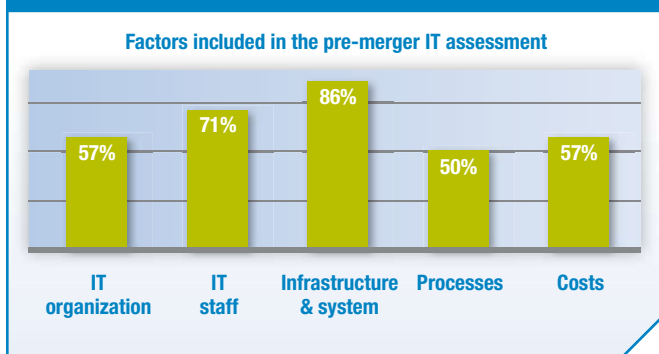 Factors included in the pre-merger IT assessment
57%
71%
86%
50%
57%
IT
organization
IT
staff
Infrastructure
& system
Processes
Costs